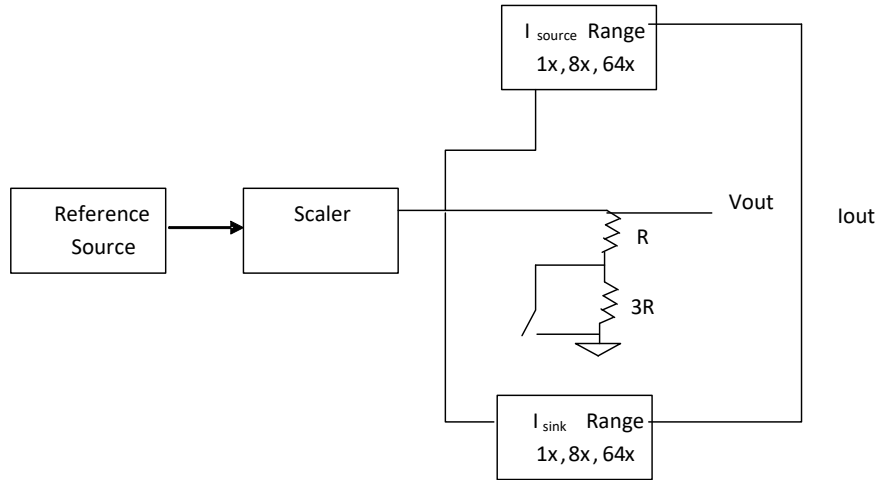 I source Range
1x, 8x, 64x
Reference
Source
Scaler
Vout
Iout
R
3R
I sink Range
1x, 8x, 64x